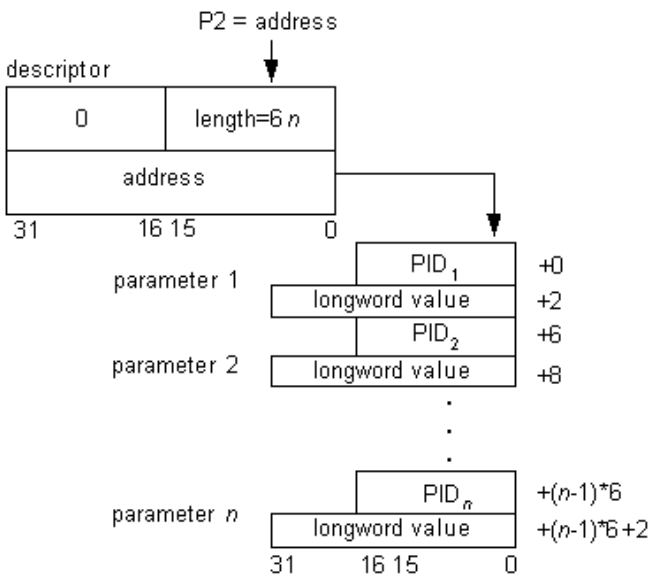 P2 = address
descriptor
0 length=6n
address
31 16 15 0
PID1 +0
parameter 1
longword value +2
PID2 +6
parameter 2
longword value +8
.
.
.
PIDn +(n-1)*6
parameter n
longword value +(n-1)*6+2
31 16 15 0